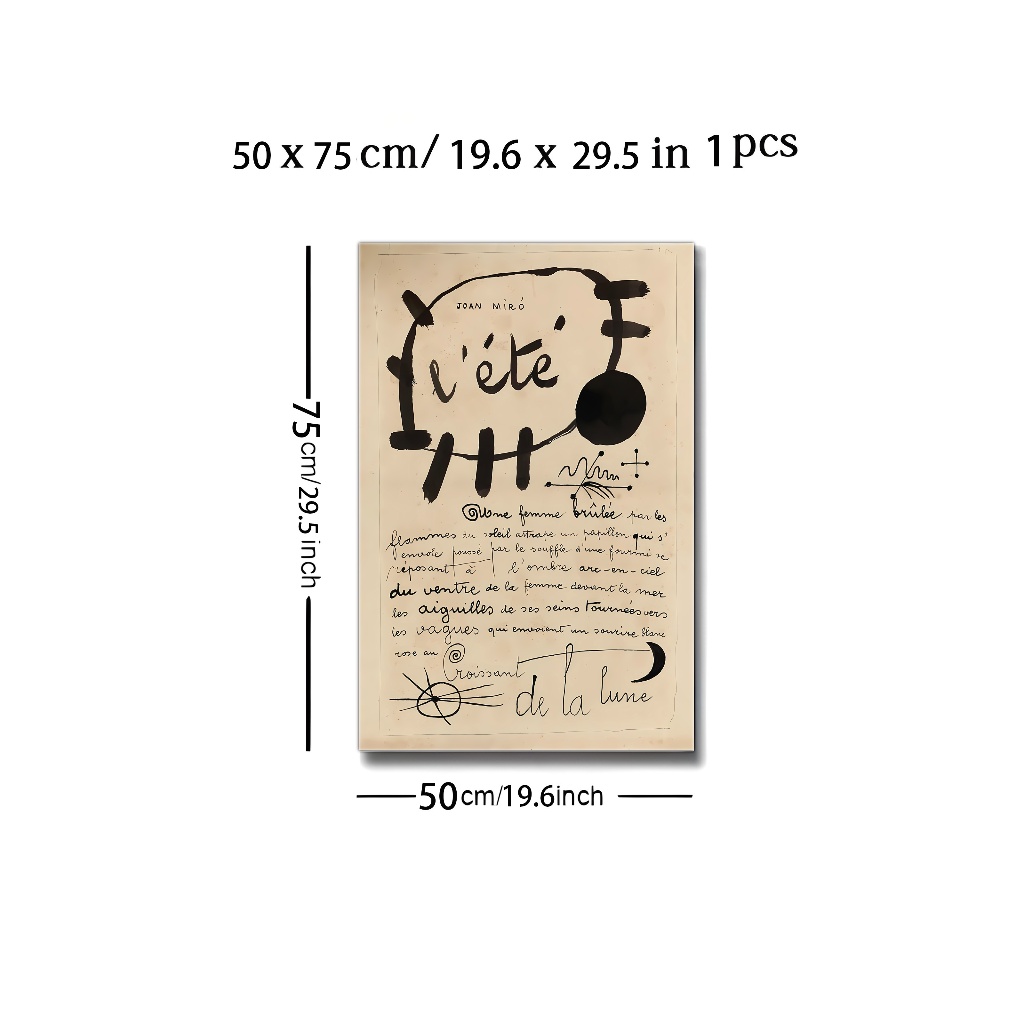 50 x 75 cm/ 19.6 x 29.5 in 1 pcs
JOAN MIRÓ
l'été
Une femme brûlée par les
flammes du soleil attrape un papillon qui s'
envole poussé par le souffle d'une fourmi se
réposant à l'ombre arc-en-ciel
du ventre de la femme devant la mer
les aiguilles de ses seins tournées vers
les vagues qui envoient un sourire blanc
rose au
Croissant
de la lune
75cm/29.5inch
50cm/19.6inch